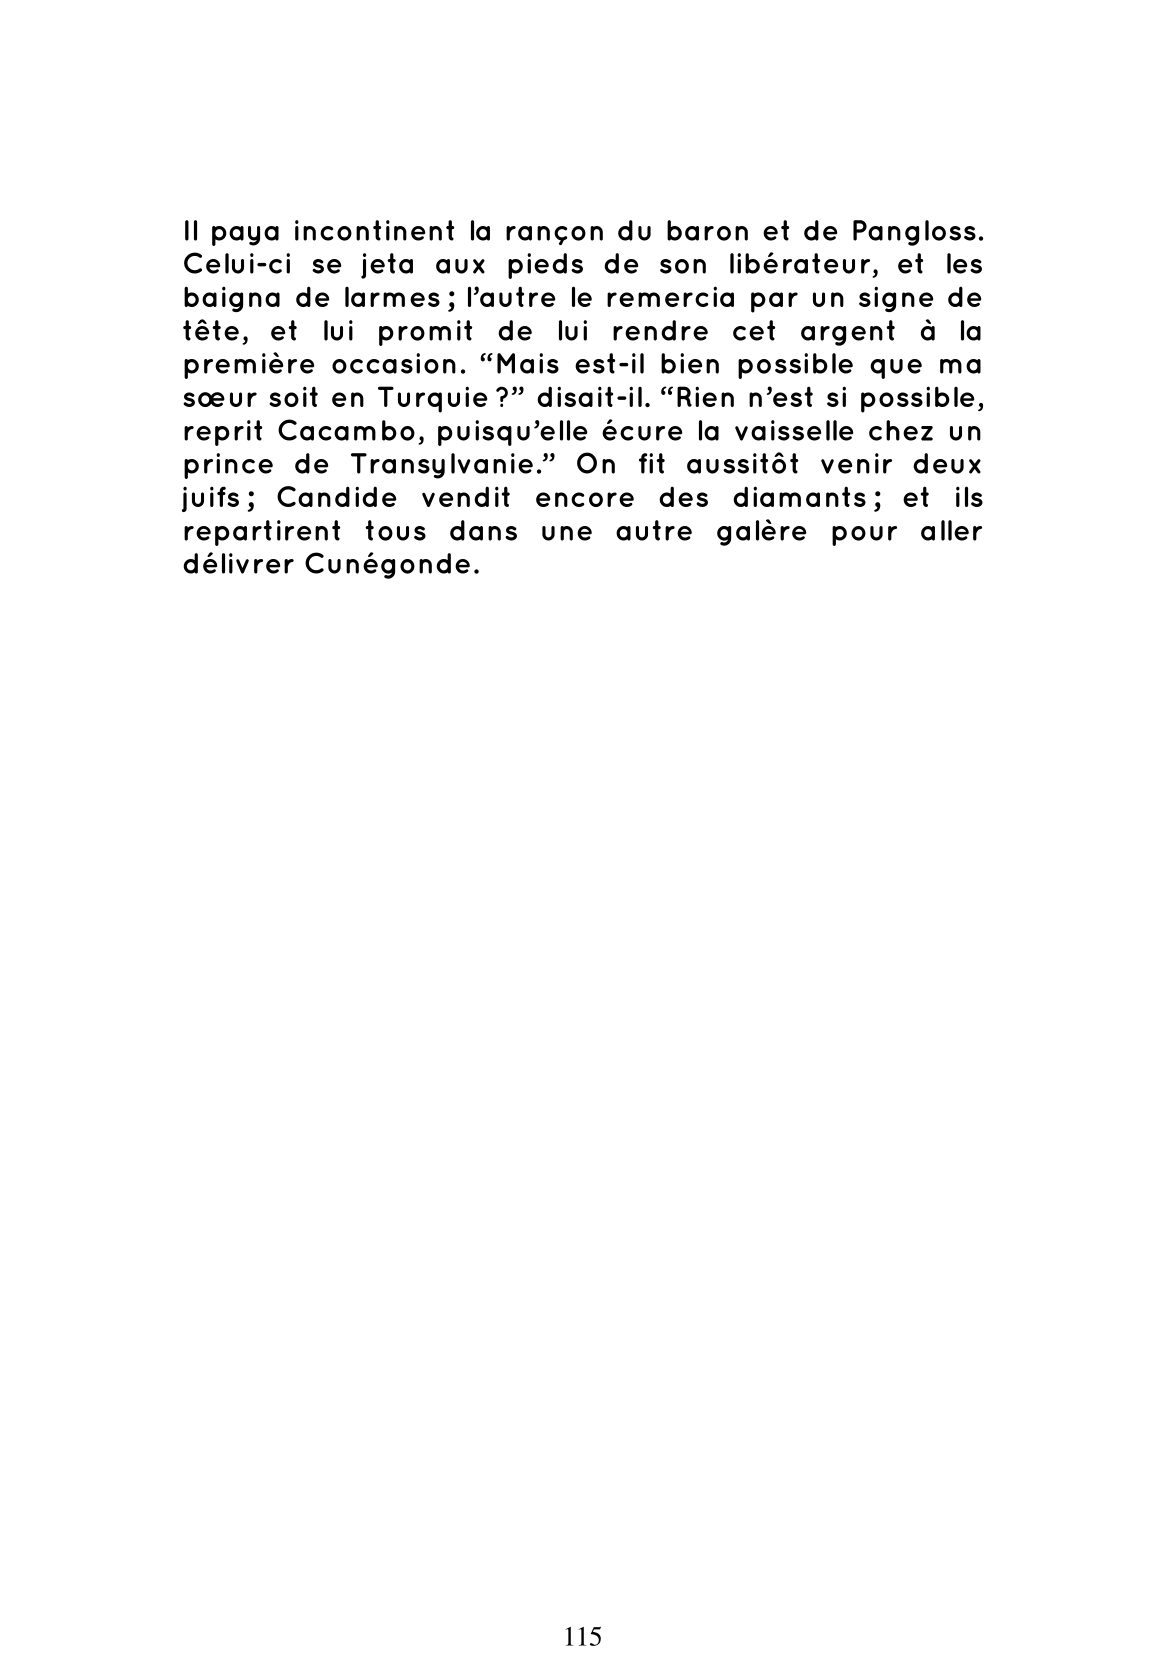 Il paya incontinent la rançon du baron et de Pangloss.
Celui-ci se jeta aux pieds de son libérateur, et les
baigna de larmes ; l’autre le remercia par un signe de
tête, et lui promit de lui rendre cet argent à la
première occasion. “Mais est-il bien possible que ma
sœur soit en Turquie ?” disait-il. “Rien n’est si possible,
reprit Cacambo, puisqu’elle écure la vaisselle chez un
prince de Transylvanie.” On fit aussitôt venir deux
juifs ; Candide vendit encore des diamants ; et ils
repartirent tous dans une autre galère pour aller
délivrer Cunégonde.
115